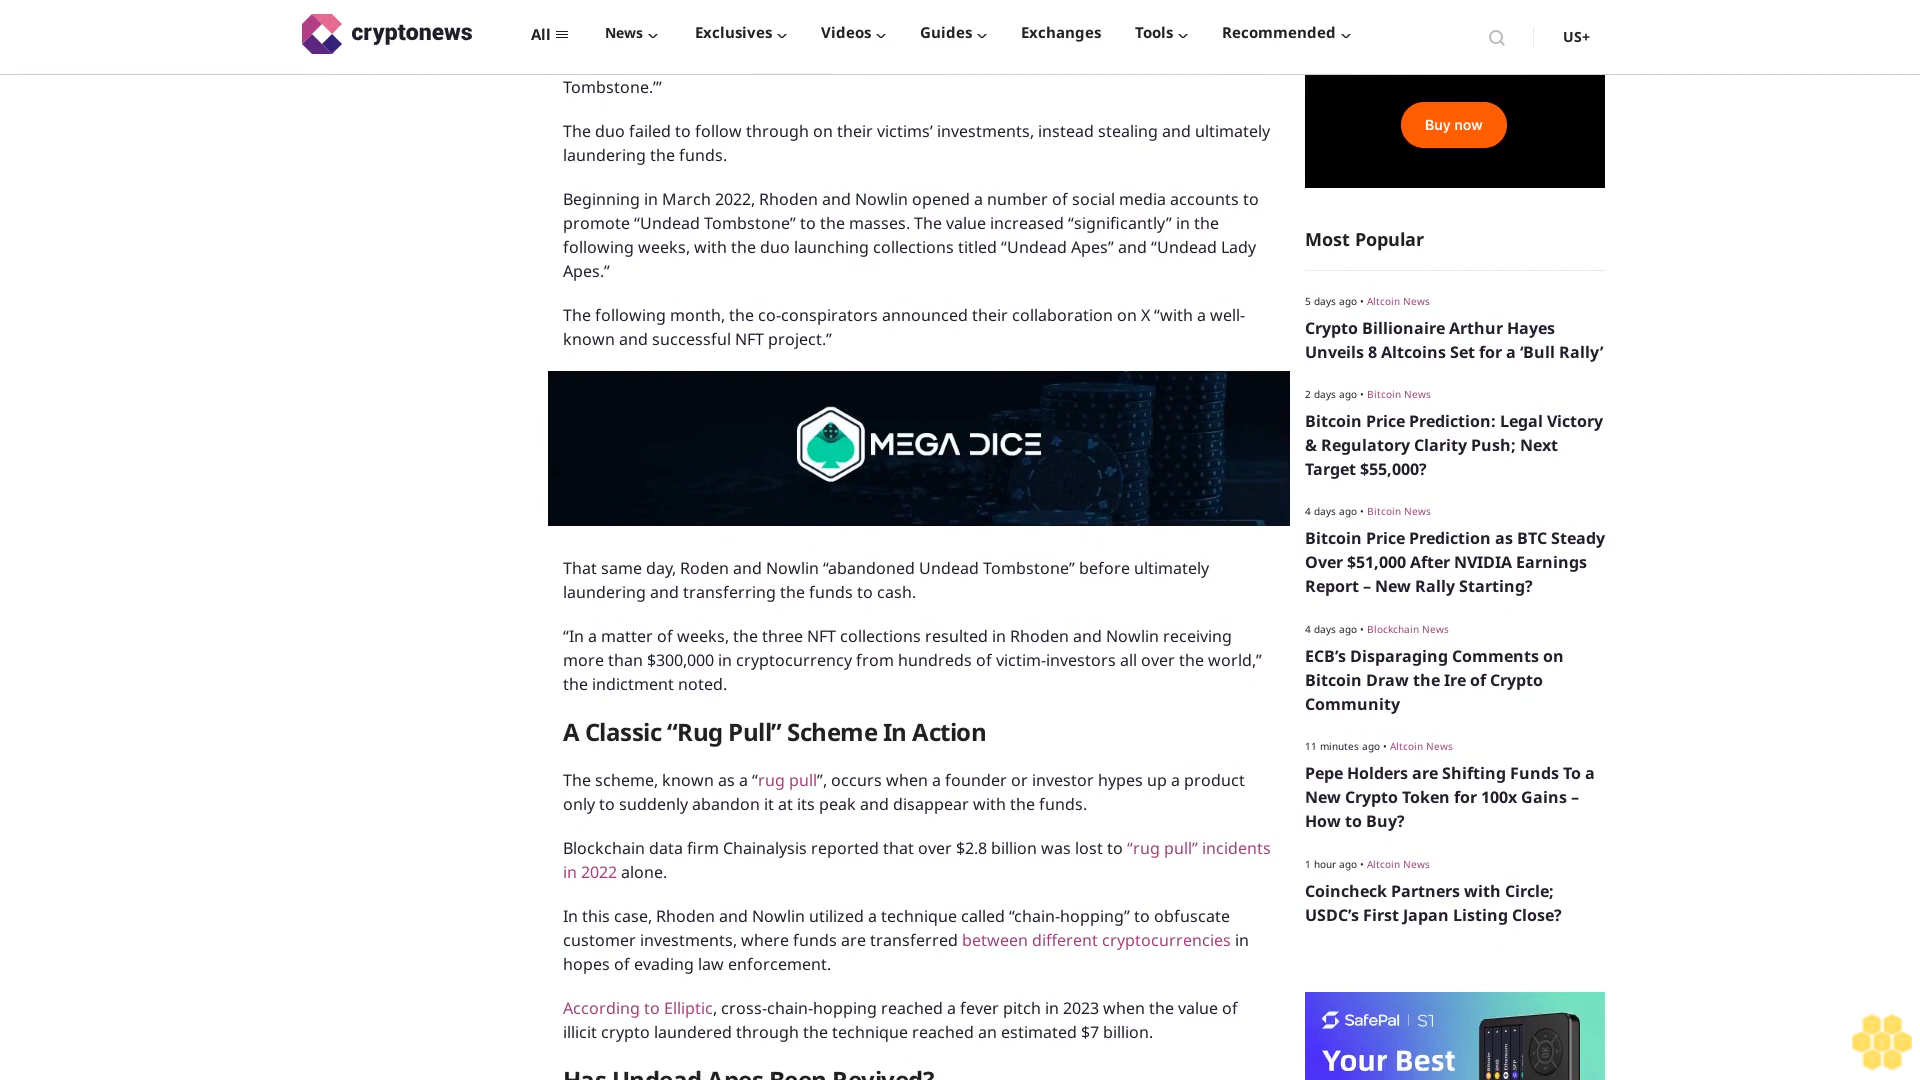 cryptonews
All
News
Exclusives
Videos
Guides
Exchanges
Tools
Recommended
US+
Tombstone.’”
The duo failed to follow through on their victims’ investments, instead stealing and ultimately
laundering the funds.
Beginning in March 2022, Rhoden and Nowlin opened a number of social media accounts to
promote “Undead Tombstone” to the masses. The value increased “significantly” in the
following weeks, with the duo launching collections titled “Undead Apes” and “Undead Lady
Apes.”
The following month, the co-conspirators announced their collaboration on X “with a well-
known and successful NFT project.”
MEGA DICE
That same day, Roden and Nowlin “abandoned Undead Tombstone” before ultimately
laundering and transferring the funds to cash.
“In a matter of weeks, the three NFT collections resulted in Rhoden and Nowlin receiving
more than $300,000 in cryptocurrency from hundreds of victim-investors all over the world,”
the indictment noted.
A Classic “Rug Pull” Scheme In Action
The scheme, known as a “rug pull”, occurs when a founder or investor hypes up a product
only to suddenly abandon it at its peak and disappear with the funds.
Blockchain data firm Chainalysis reported that over $2.8 billion was lost to “rug pull” incidents
in 2022 alone.
In this case, Rhoden and Nowlin utilized a technique called “chain-hopping” to obfuscate
customer investments, where funds are transferred between different cryptocurrencies in
hopes of evading law enforcement.
According to Elliptic, cross-chain-hopping reached a fever pitch in 2023 when the value of
illicit crypto laundered through the technique reached an estimated $7 billion.
Has Undead Apes Been Revived?
Buy now
Most Popular
5 days ago • Altcoin News
Crypto Billionaire Arthur Hayes
Unveils 8 Altcoins Set for a ‘Bull Rally’
2 days ago • Bitcoin News
Bitcoin Price Prediction: Legal Victory
& Regulatory Clarity Push; Next
Target $55,000?
4 days ago • Bitcoin News
Bitcoin Price Prediction as BTC Steady
Over $51,000 After NVIDIA Earnings
Report – New Rally Starting?
4 days ago • Blockchain News
ECB’s Disparaging Comments on
Bitcoin Draw the Ire of Crypto
Community
11 minutes ago • Altcoin News
Pepe Holders are Shifting Funds To a
New Crypto Token for 100x Gains –
How to Buy?
1 hour ago • Altcoin News
Coincheck Partners with Circle;
USDC’s First Japan Listing Close?
SafePal | S1
Your Best